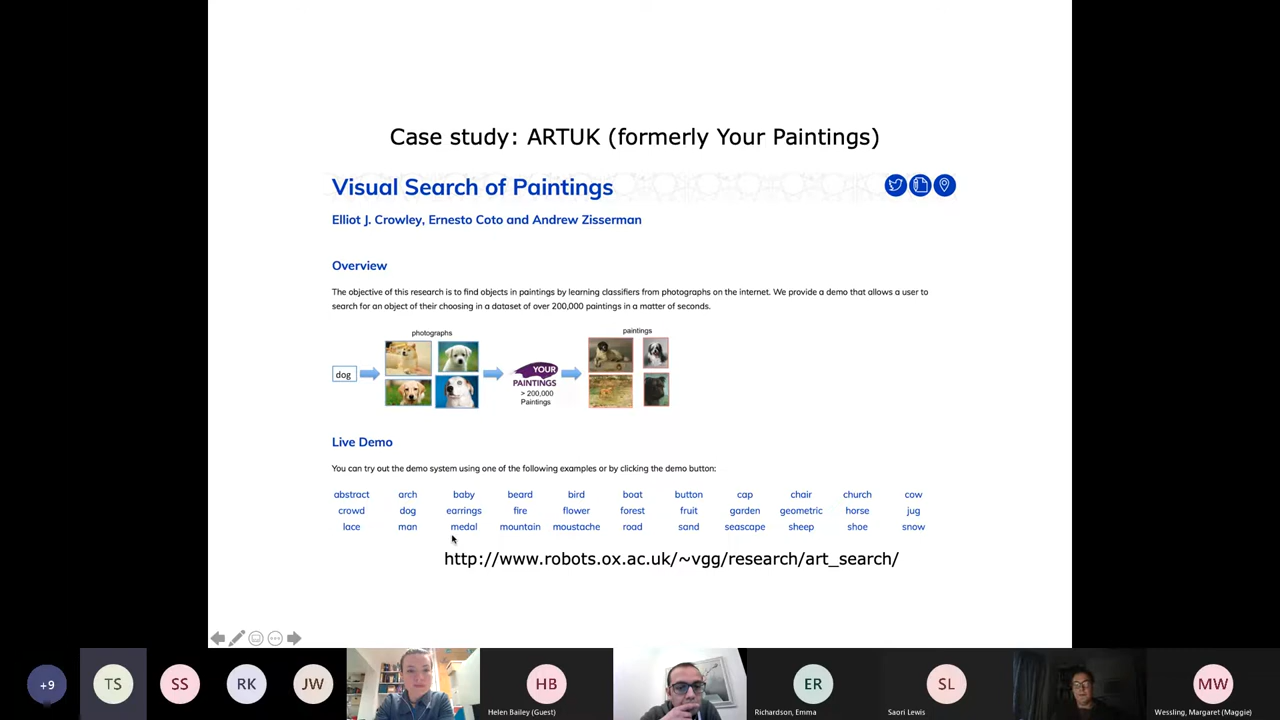 Case study: ARTUK (formerly Your Paintings)
Visual Search of Paintings
Elliot J. Crowley, Ernesto Coto and Andrew Zisserman
Overview
The objective of this research is to find objects in paintings by learning classifiers from photographs on the internet. We provide a demo that allows a user to
search for an object of their choosing in a dataset of over 200,000 paintings in a matter of seconds.
photographs
paintings
dog
YOUR
PAINTINGS
> 200,000
Paintings
Live Demo
You can try out the demo system using one of the following examples or by clicking the demo button:
abstract arch baby beard bird boat button cap chair church cow
crowd dog earrings fire flower forest fruit garden geometric horse jug
lace man medal mountain moustache road sand seascape sheep shoe snow
http://www.robots.ox.ac.uk/~vgg/research/art_search/
+9 TS SS RK JW HB ER SL MW
Helen Bailey (Guest) Richardson, Emma Saori Lewis Wessling, Margaret (Maggie)